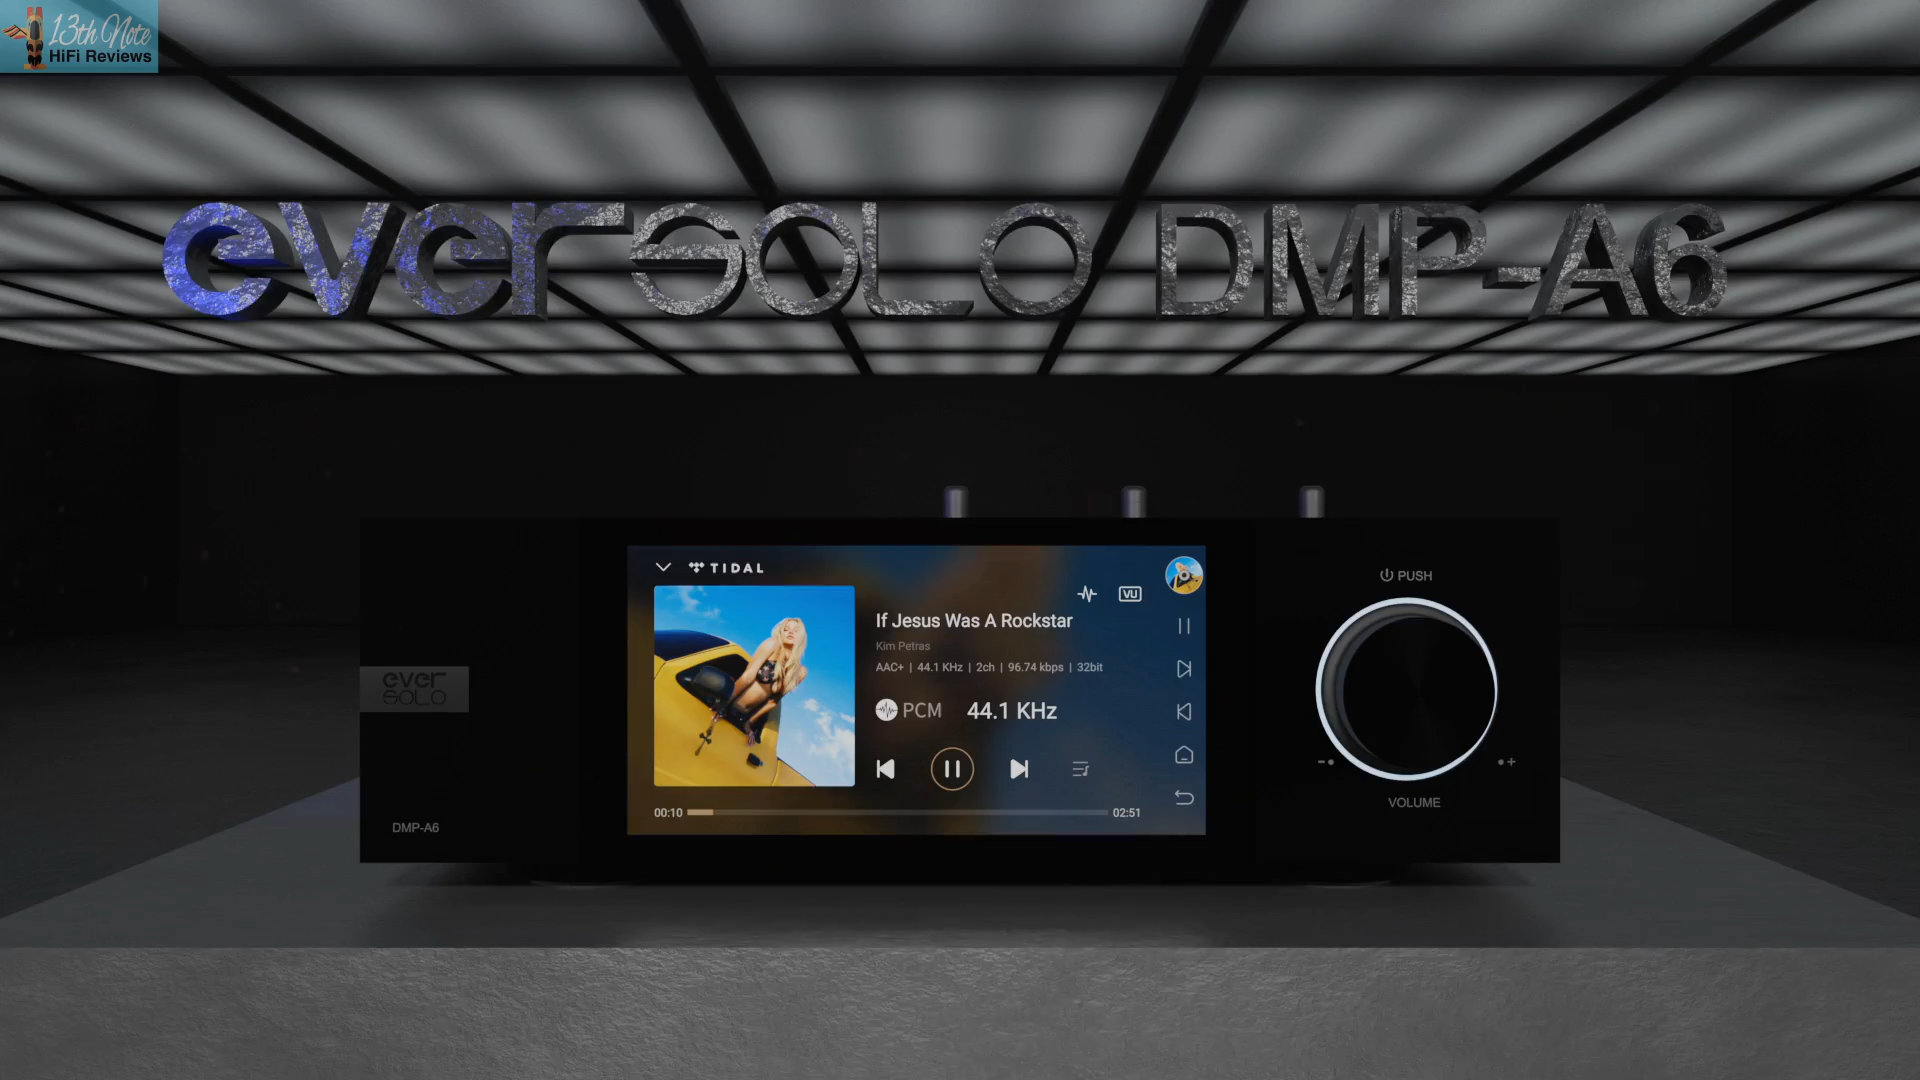 13th Note
HiFi Reviews
eversolo DMP-A6
TIDAL
VU
If Jesus Was A Rockstar
Kim Petras
AAC+ | 44.1 KHz | 2ch | 96.74 kbps | 32bit
PCM 44.1 KHz
00:10 02:51
PUSH
- +
VOLUME
ever
solo
DMP-A6